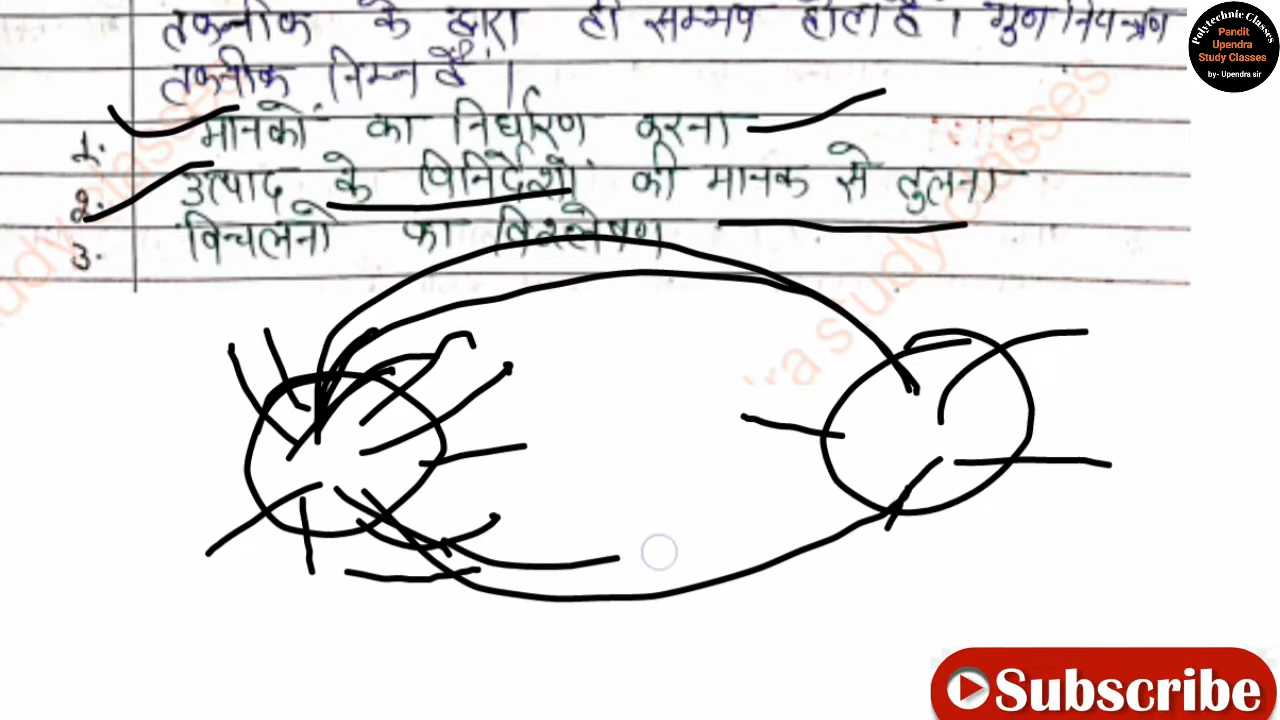 तकनीक के द्वारा ही सम्भव होता है । गुण नियंत्रण
तकनीक निम्न है ।
1. मानकों का निर्धारण करना
2. उत्पाद के विनिर्देशों की मानक से तुलना
3. विचलनो का विश्लेषण
Polytechnic Classes
Pandit
Upendra
Study Classes
by- Upendra sir
Subscribe